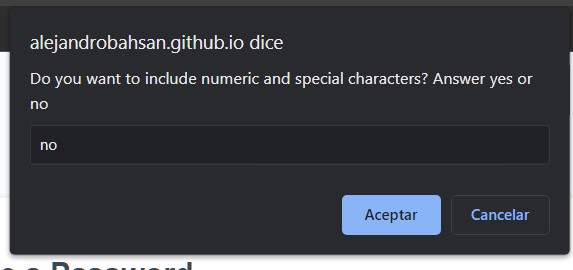 alejandrobahsan.github.io dice
Do you want to include numeric and special characters? Answer yes or
no
no
Aceptar Cancelar
e a Password